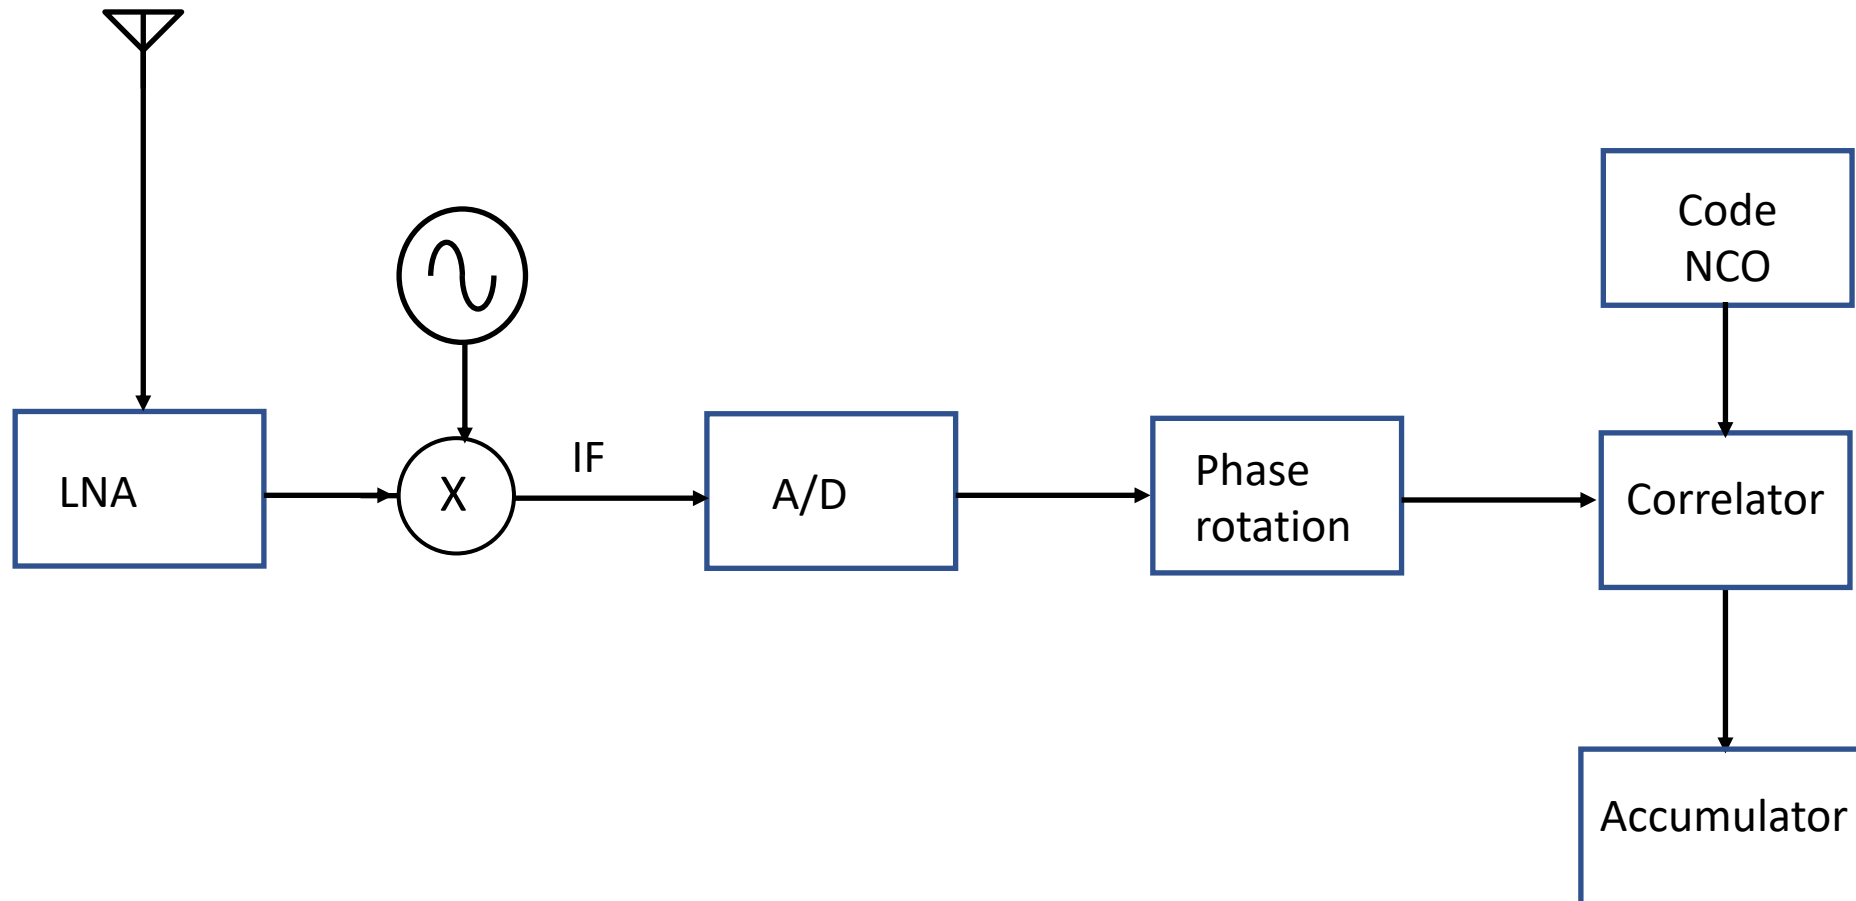 Code
NCO
LNA
X
IF
A/D
Phase
rotation
Correlator
Accumulator